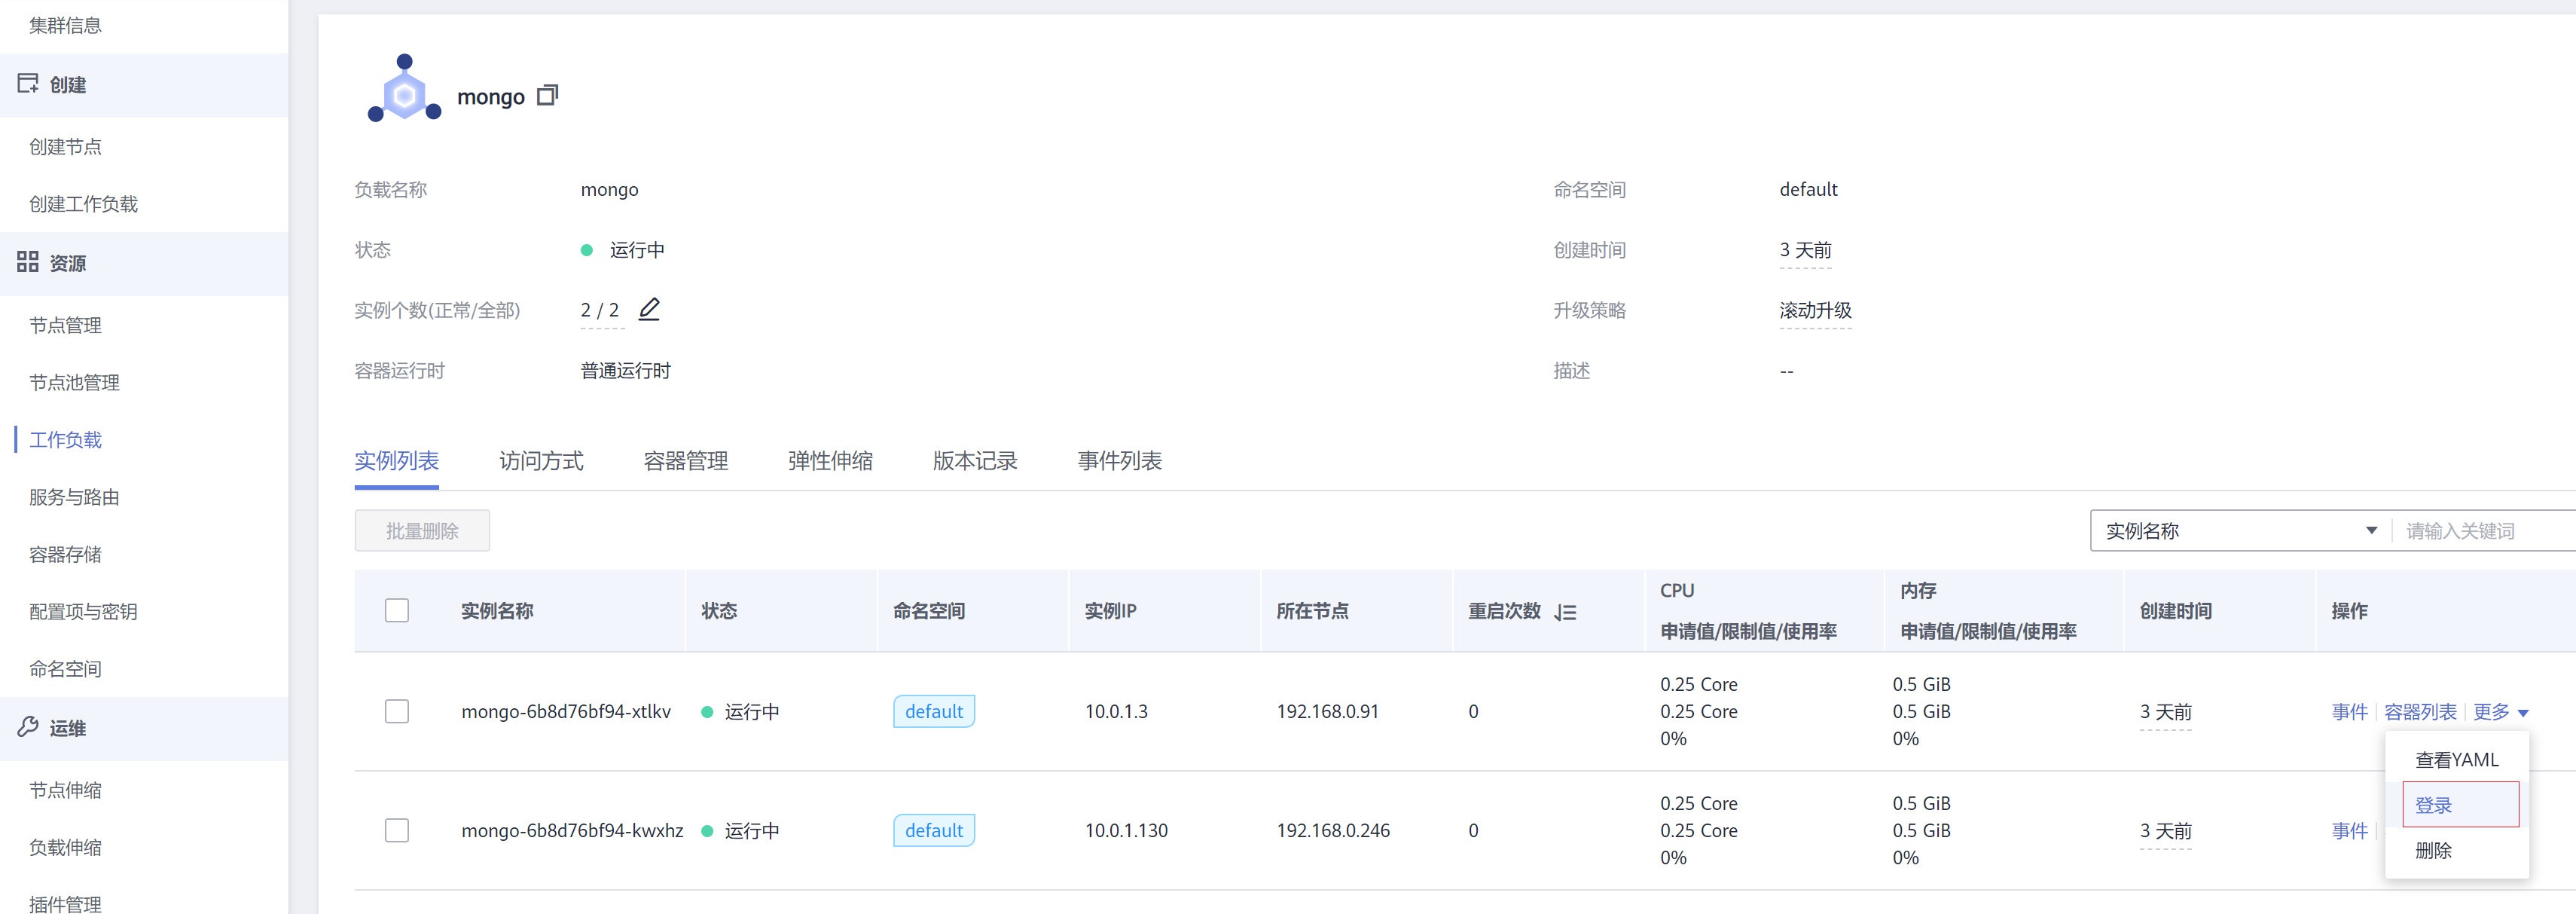 集群信息
创建
创建节点
创建工作负载
资源
节点管理
节点池管理
工作负载
服务与路由
容器存储
配置项与密钥
命名空间
运维
节点伸缩
负载伸缩
插件管理
mongo
负载名称 mongo 命名空间 default
状态 运行中 创建时间 3 天前
实例个数(正常/全部) 2 / 2 升级策略 滚动升级
容器运行时 普通运行时 描述 --
实例列表 访问方式 容器管理 弹性伸缩 版本记录 事件列表
批量删除 实例名称 请输入关键词
实例名称 状态 命名空间 实例IP 所在节点 重启次数 CPU 申请值/限制值/使用率 内存 申请值/限制值/使用率 创建时间 操作
mongo-6b8d76bf94-xtlkv 运行中 default 10.0.1.3 192.168.0.91 0 0.25 Core 0.25 Core 0% 0.5 GiB 0.5 GiB 0% 3 天前 事件 容器列表 更多
查看YAML
登录
删除
mongo-6b8d76bf94-kwxhz 运行中 default 10.0.1.130 192.168.0.246 0 0.25 Core 0.25 Core 0% 0.5 GiB 0.5 GiB 0% 3 天前 事件